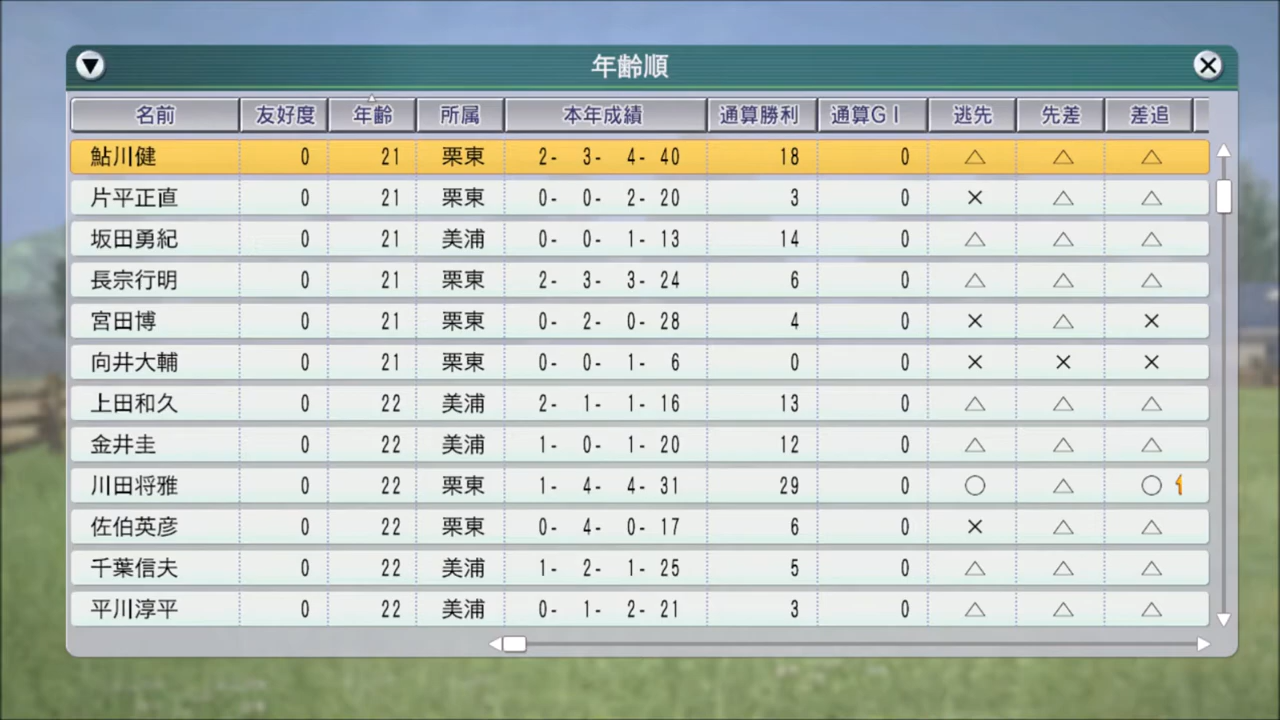 年齢順
名前 友好度 年齢 所属 本年成績 通算勝利 通算GⅠ 逃先 先差 差追
鮎川健 0 21 栗東 2- 3- 4- 40 18 0 △ △ △
片平正直 0 21 栗東 0- 0- 2- 20 3 0 × △ △
坂田勇紀 0 21 美浦 0- 0- 1- 13 14 0 △ △ △
長宗行明 0 21 栗東 2- 3- 3- 24 6 0 △ △ △
宮田博 0 21 栗東 0- 2- 0- 28 4 0 × △ ×
向井大輔 0 21 栗東 0- 0- 1- 6 0 0 × × ×
上田和久 0 22 美浦 2- 1- 1- 16 13 0 △ △ △
金井圭 0 22 美浦 1- 0- 1- 20 12 0 △ △ △
川田将雅 0 22 栗東 1- 4- 4- 31 29 0 ○ △ ○
佐伯英彦 0 22 栗東 0- 4- 0- 17 6 0 × △ △
千葉信夫 0 22 美浦 1- 2- 1- 25 5 0 △ △ △
平川淳平 0 22 美浦 0- 1- 2- 21 3 0 △ △ △